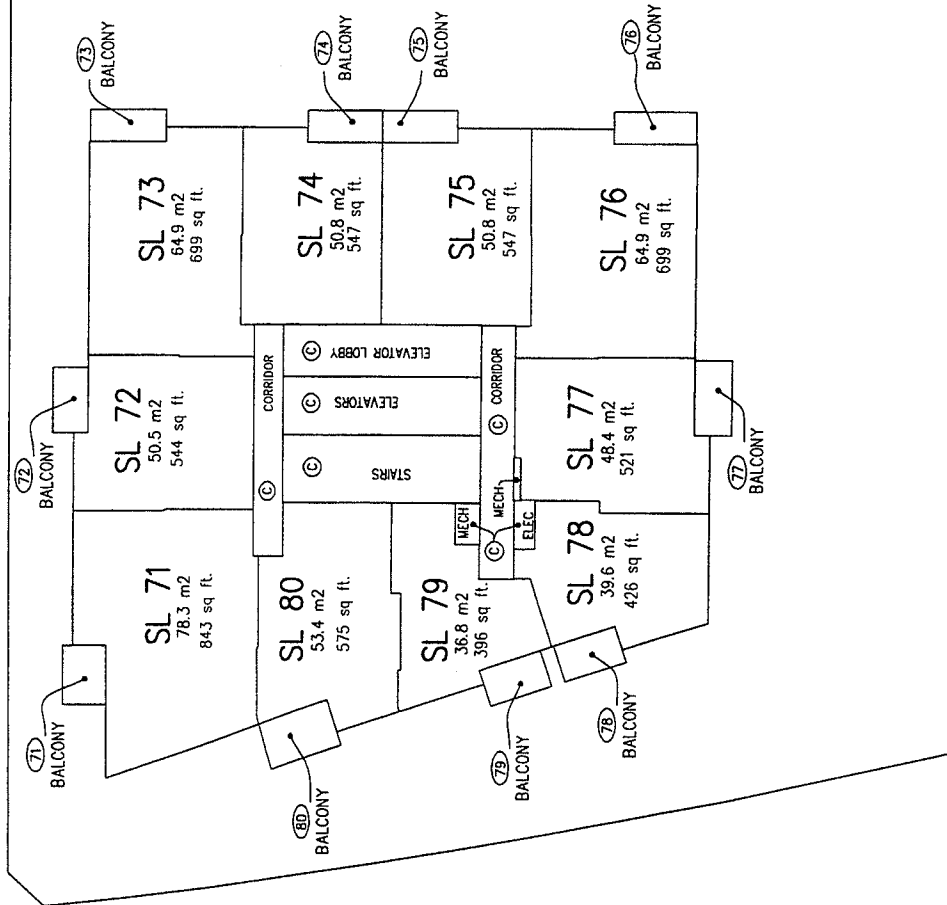 73
BALCONY
74
BALCONY
75
BALCONY
76
BALCONY
SL 73
64.9 m2
699 sq ft.
SL 74
50.8 m2
547 sq ft.
SL 75
50.8 m2
547 sq ft.
SL 76
64.9 m2
699 sq ft.
72
BALCONY
SL 72
50.5 m2
544 sq ft.
CORRIDOR
C
C
ELEVATOR LOBBY
C
ELEVATORS
C
STAIRS
C
CORRIDOR
MECH
SL 77
48.4 m2
521 sq ft.
77
BALCONY
71
BALCONY
SL 71
78.3 m2
843 sq ft.
SL 80
53.4 m2
575 sq ft.
MECH
C
ELEC
SL 79
36.8 m2
396 sq ft.
SL 78
39.6 m2
426 sq ft.
80
BALCONY
79
BALCONY
78
BALCONY